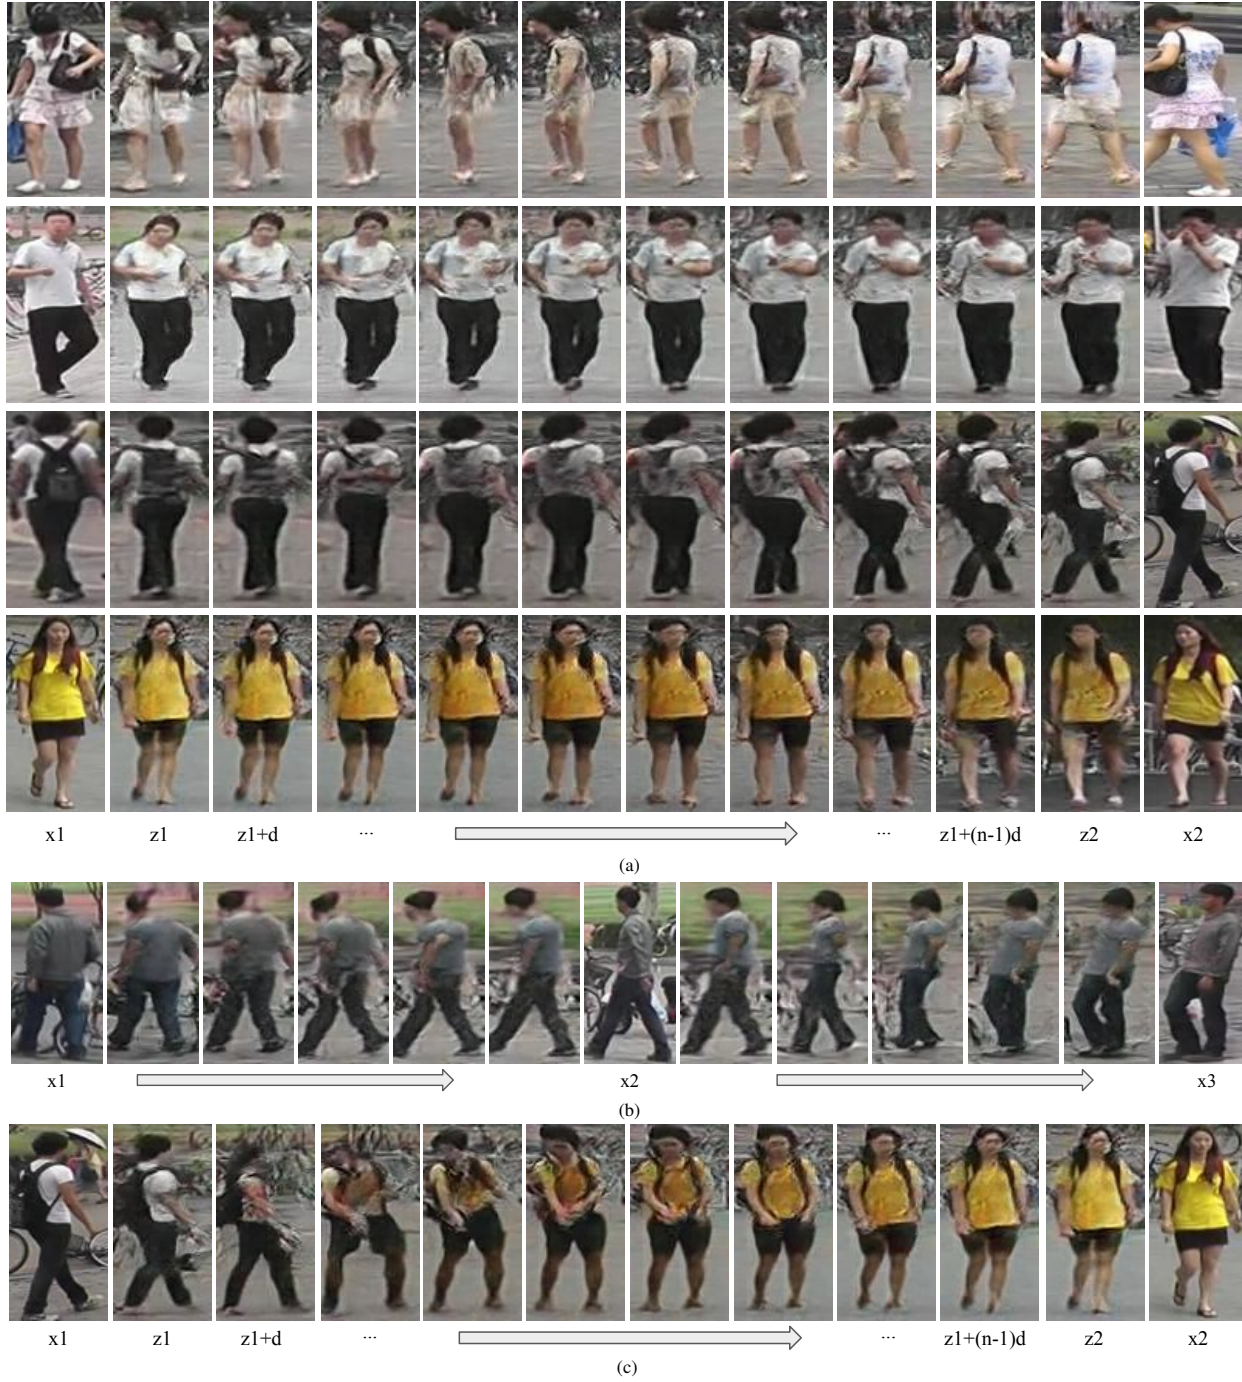 x1 z1 z1+d ... ... z1+(n-1)d z2 x2
(a)
x1 x2 x3
(b)
x1 z1 z1+d ... ... z1+(n-1)d z2 x2
(c)